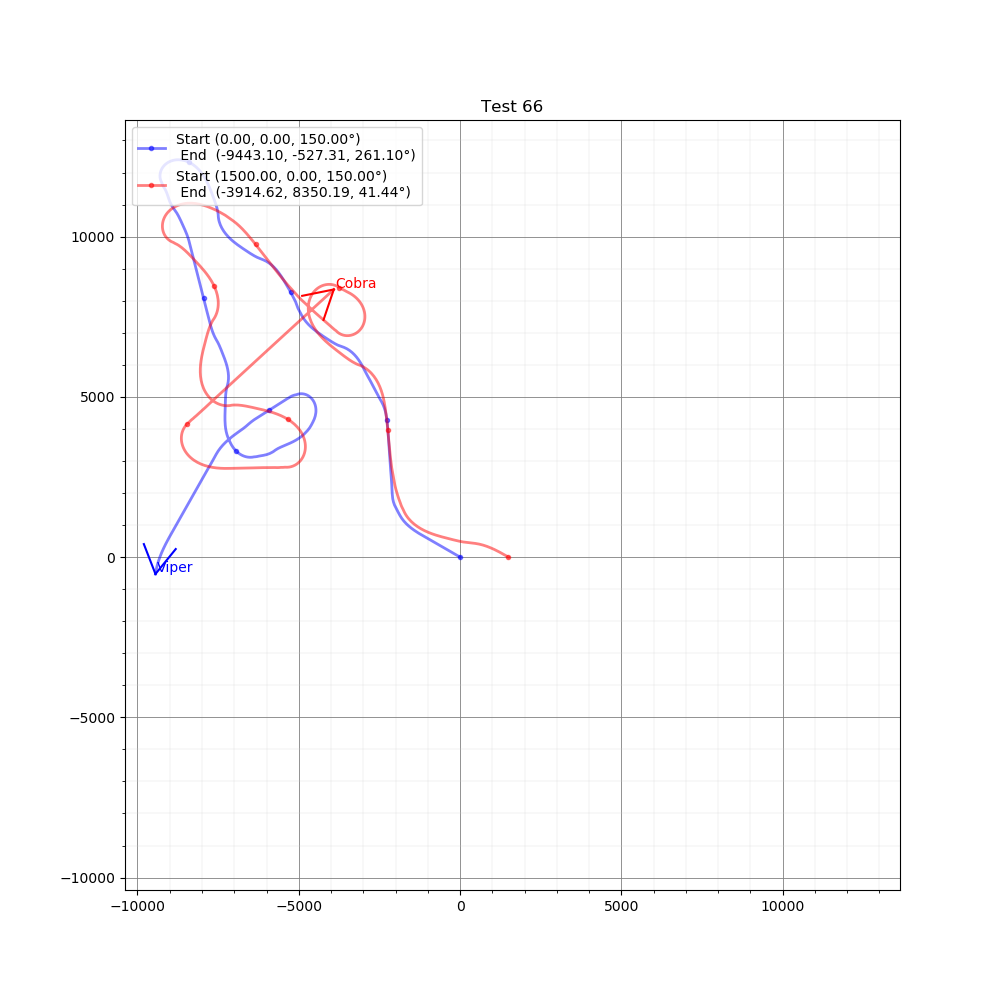 Test 66
Start (0.00, 0.00, 150.00°)
End  (-9443.10, -527.31, 261.10°)
Start (1500.00, 0.00, 150.00°)
End  (-3914.62, 8350.19, 41.44°)
10000
Cobra
5000
0
Viper
−5000
−10000
−10000 −5000 0 5000 10000